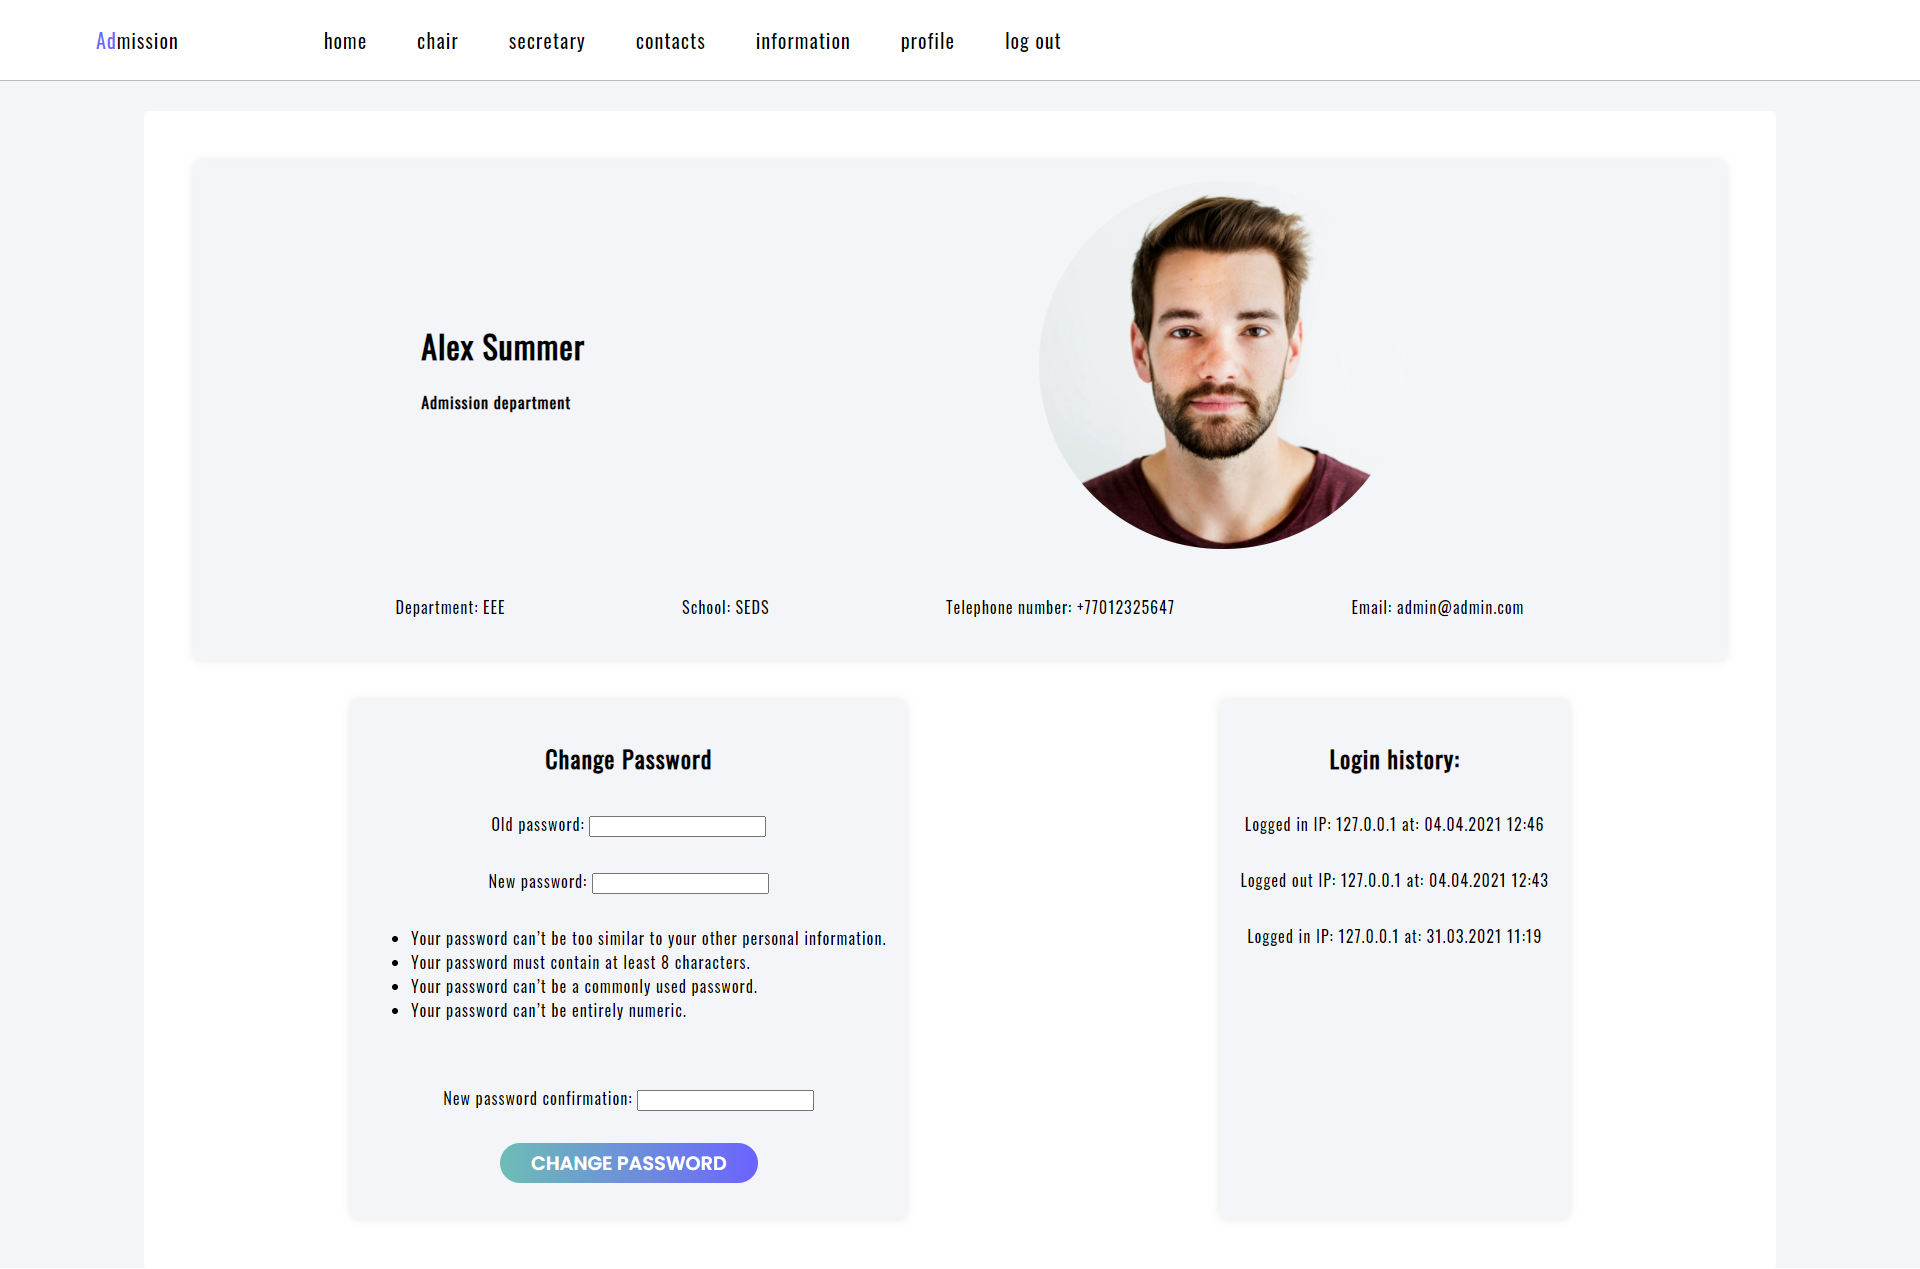 Admission home chair secretary contacts information profile log out
Alex Summer
Admission department
Department: EEE School: SEDS Telephone number: +77012325647 Email: admin@admin.com
Change Password
Old password:
New password:
• Your password can’t be too similar to your other personal information.
• Your password must contain at least 8 characters.
• Your password can’t be a commonly used password.
• Your password can’t be entirely numeric.
New password confirmation:
CHANGE PASSWORD
Login history:
Logged in IP: 127.0.0.1 at: 04.04.2021 12:46
Logged out IP: 127.0.0.1 at: 04.04.2021 12:43
Logged in IP: 127.0.0.1 at: 31.03.2021 11:19